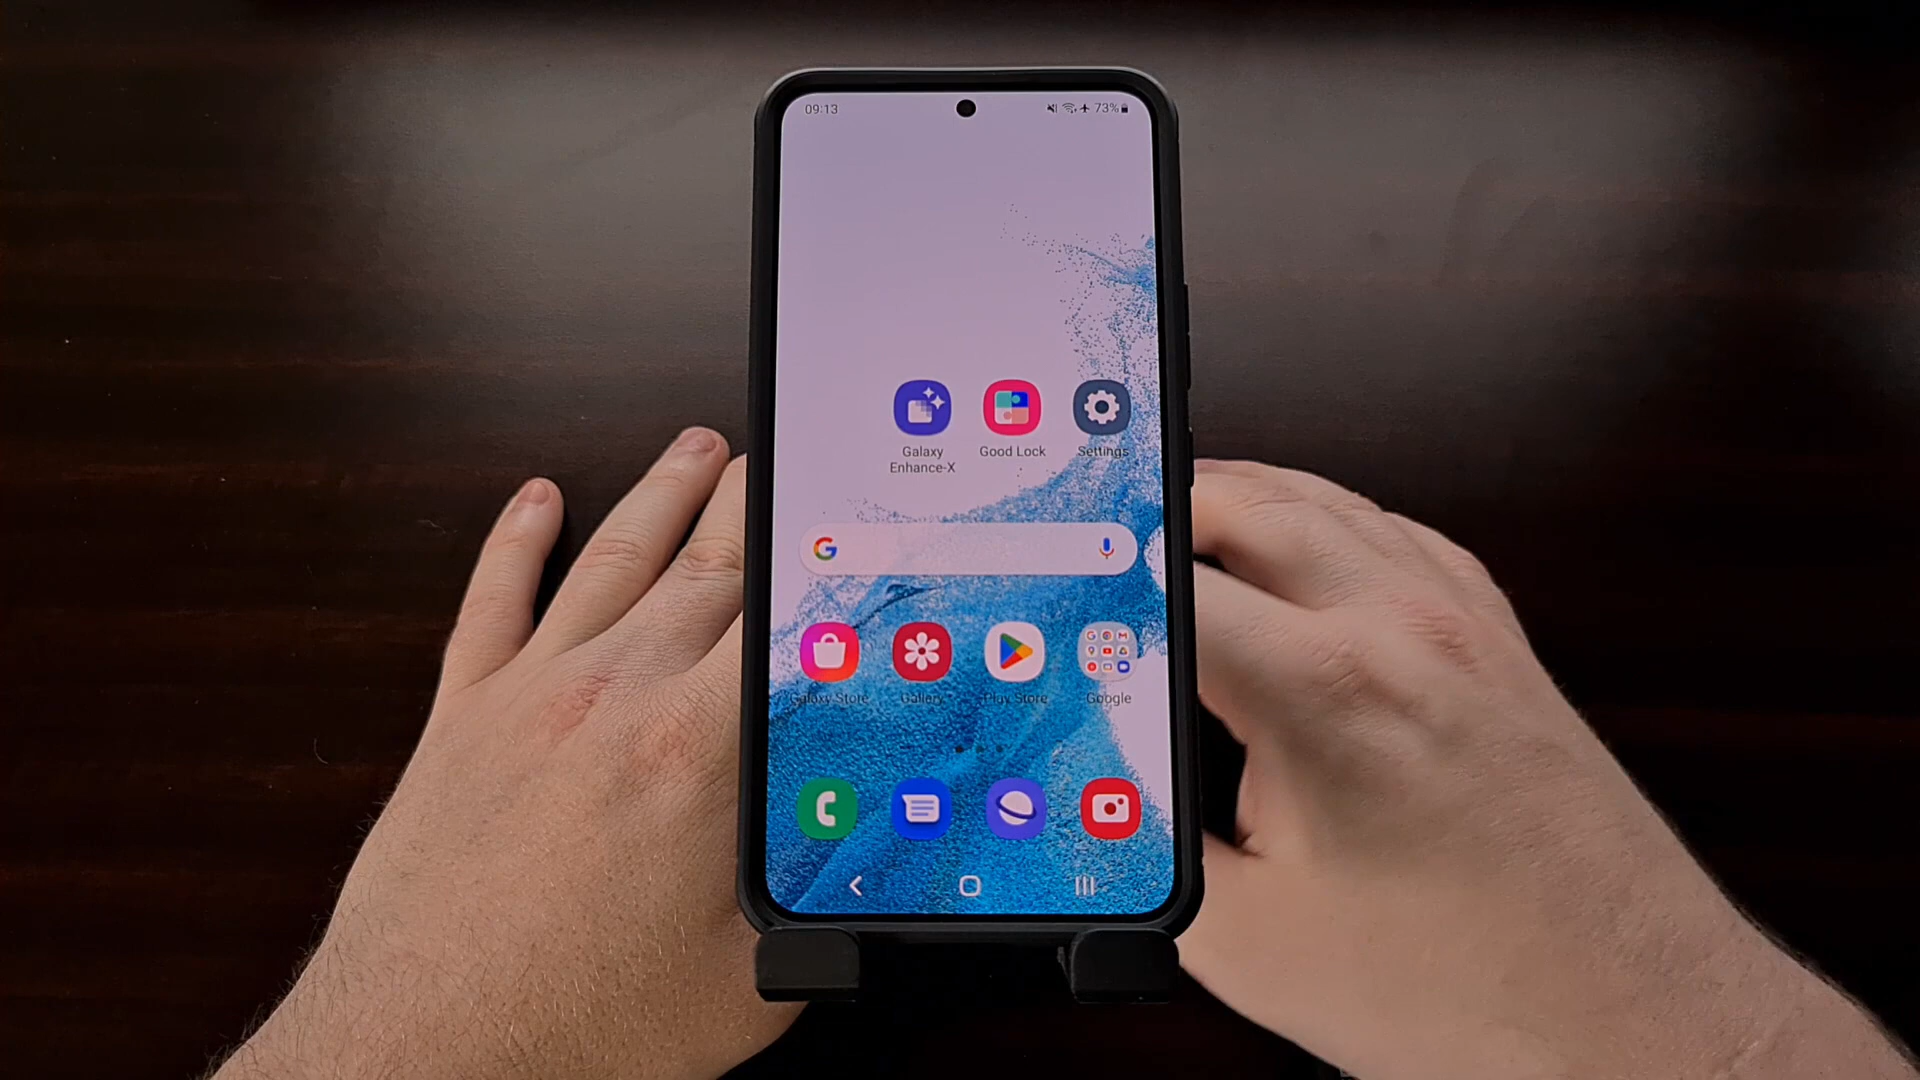 09:13 73%
Galaxy Enhance-X
Good Lock
Settings
Galaxy Store
Gallery
Play Store
Google